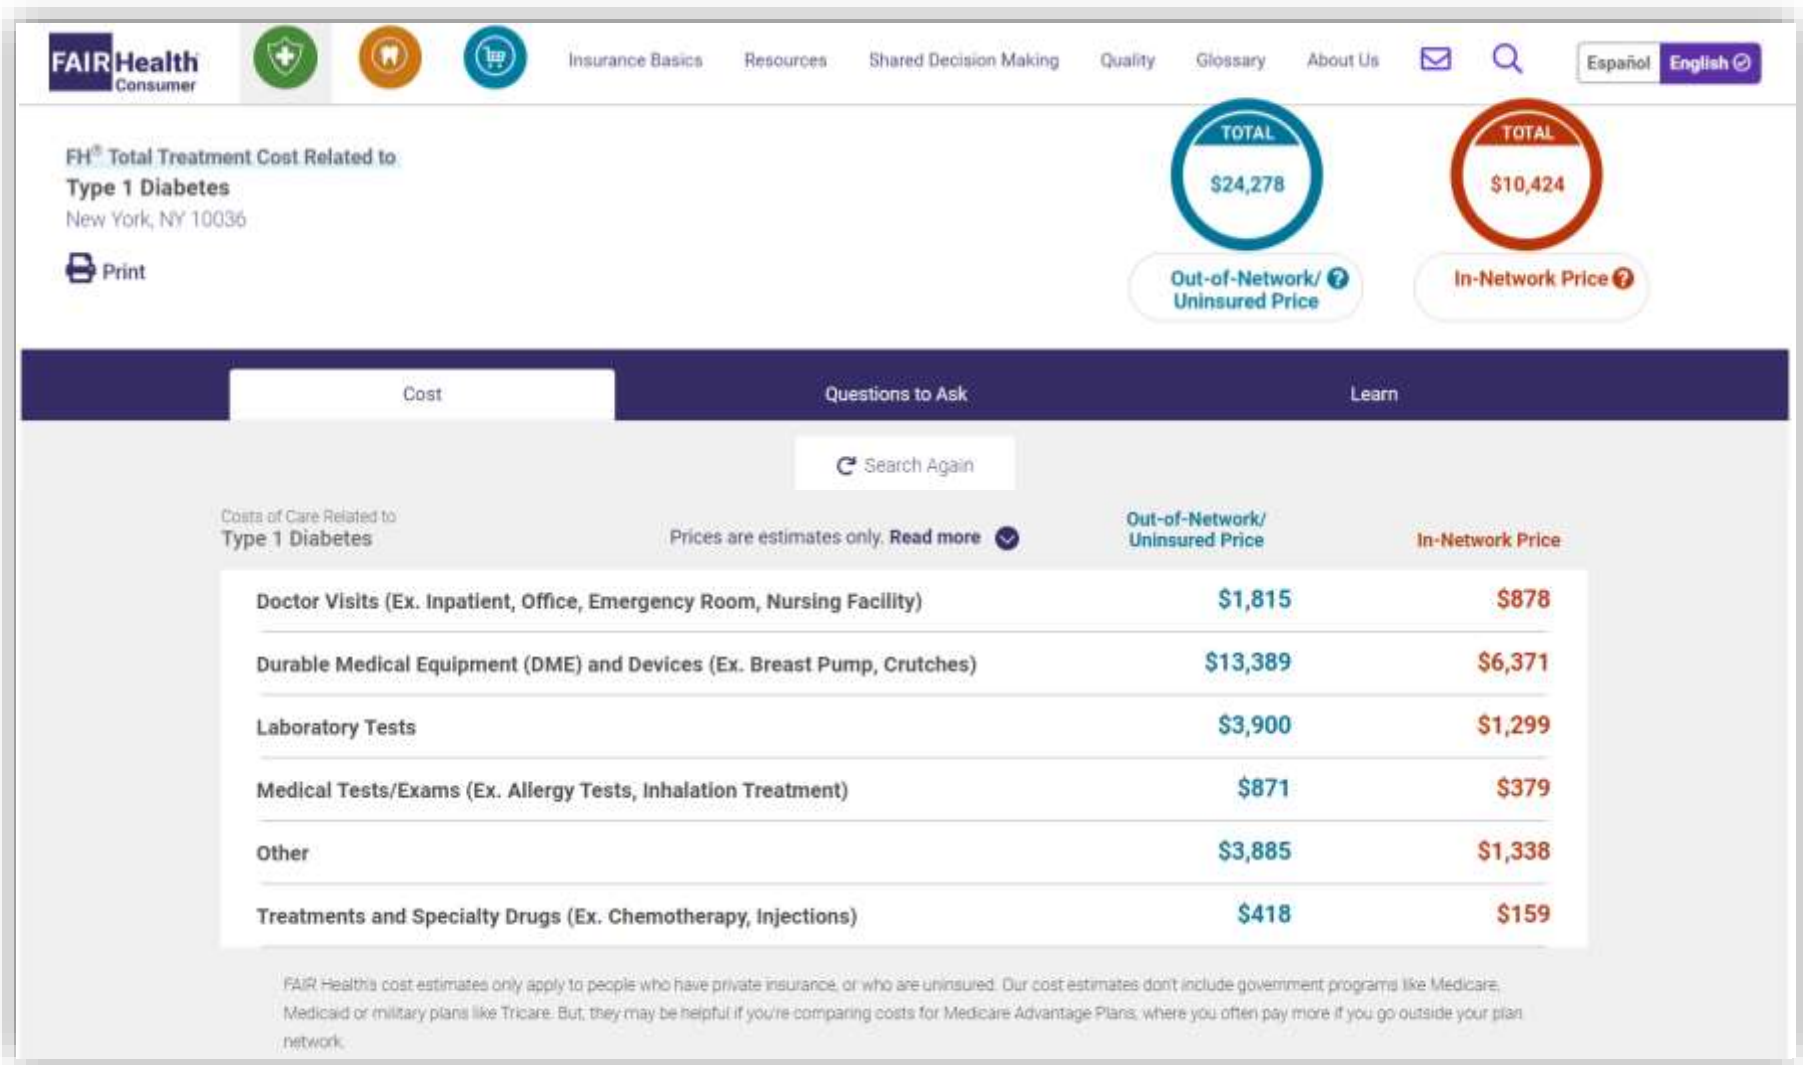 FAIR Health
Consumer
Insurance Basics Resources Shared Decision Making Quality Glossary About Us Español English
FH® Total Treatment Cost Related to
Type 1 Diabetes
New York, NY 10036
Print
TOTAL
$24,278
Out-of-Network/
Uninsured Price
TOTAL
$10,424
In-Network Price
Cost Questions to Ask Learn
Search Again
Costs of Care Related to
Type 1 Diabetes
Prices are estimates only. Read more
Out-of-Network/
Uninsured Price
In-Network Price
Doctor Visits (Ex. Inpatient, Office, Emergency Room, Nursing Facility) $1,815 $878
Durable Medical Equipment (DME) and Devices (Ex. Breast Pump, Crutches) $13,389 $6,371
Laboratory Tests $3,900 $1,299
Medical Tests/Exams (Ex. Allergy Tests, Inhalation Treatment) $871 $379
Other $3,885 $1,338
Treatments and Specialty Drugs (Ex. Chemotherapy, Injections) $418 $159
FAIR Health's cost estimates only apply to people who have private insurance, or who are uninsured. Our cost estimates don't include government programs like Medicare,
Medicaid or military plans like Tricare. But, they may be helpful if you're comparing costs for Medicare Advantage Plans, where you often pay more if you go outside your plan
network.